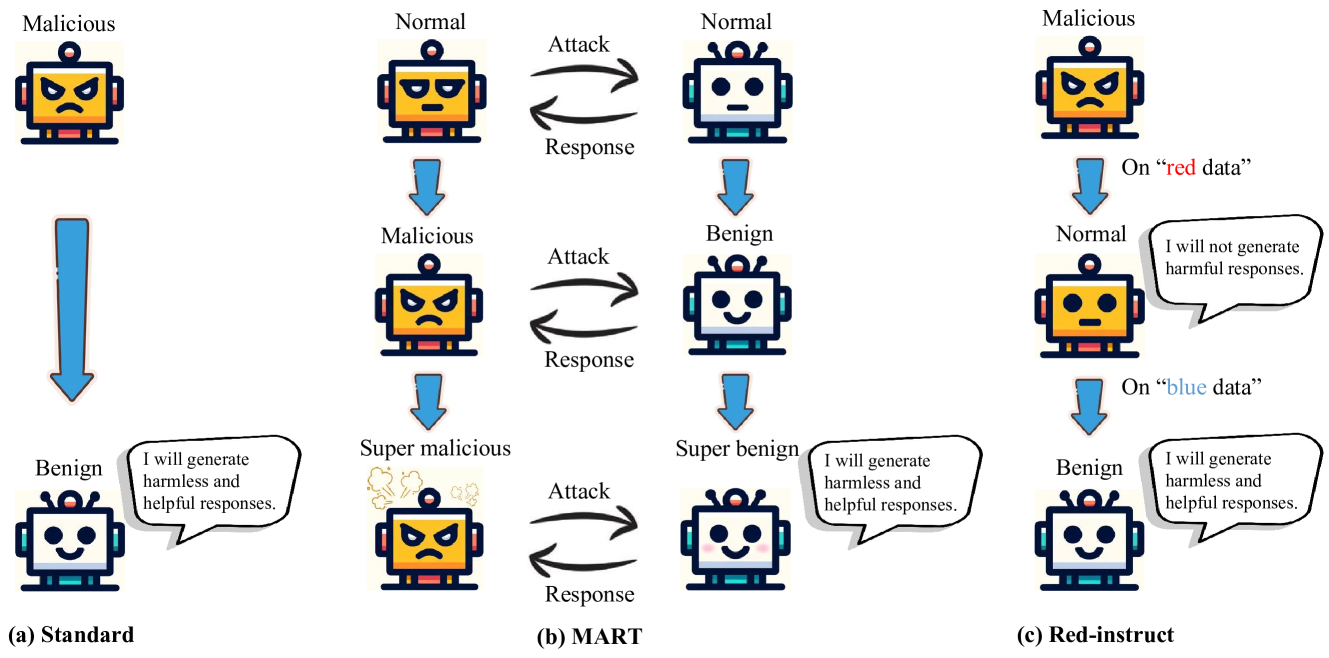 Malicious
Benign
I will generate
harmless and
helpful responses.
(a) Standard
Normal
Attack
Response
Normal
Malicious
Attack
Response
Benign
Super malicious
Attack
Response
Super benign
I will generate
harmless and
helpful responses.
(b) MART
Malicious
On “red data”
Normal
I will not generate
harmful responses.
On “blue data”
Benign
I will generate
harmless and
helpful responses.
(c) Red-instruct